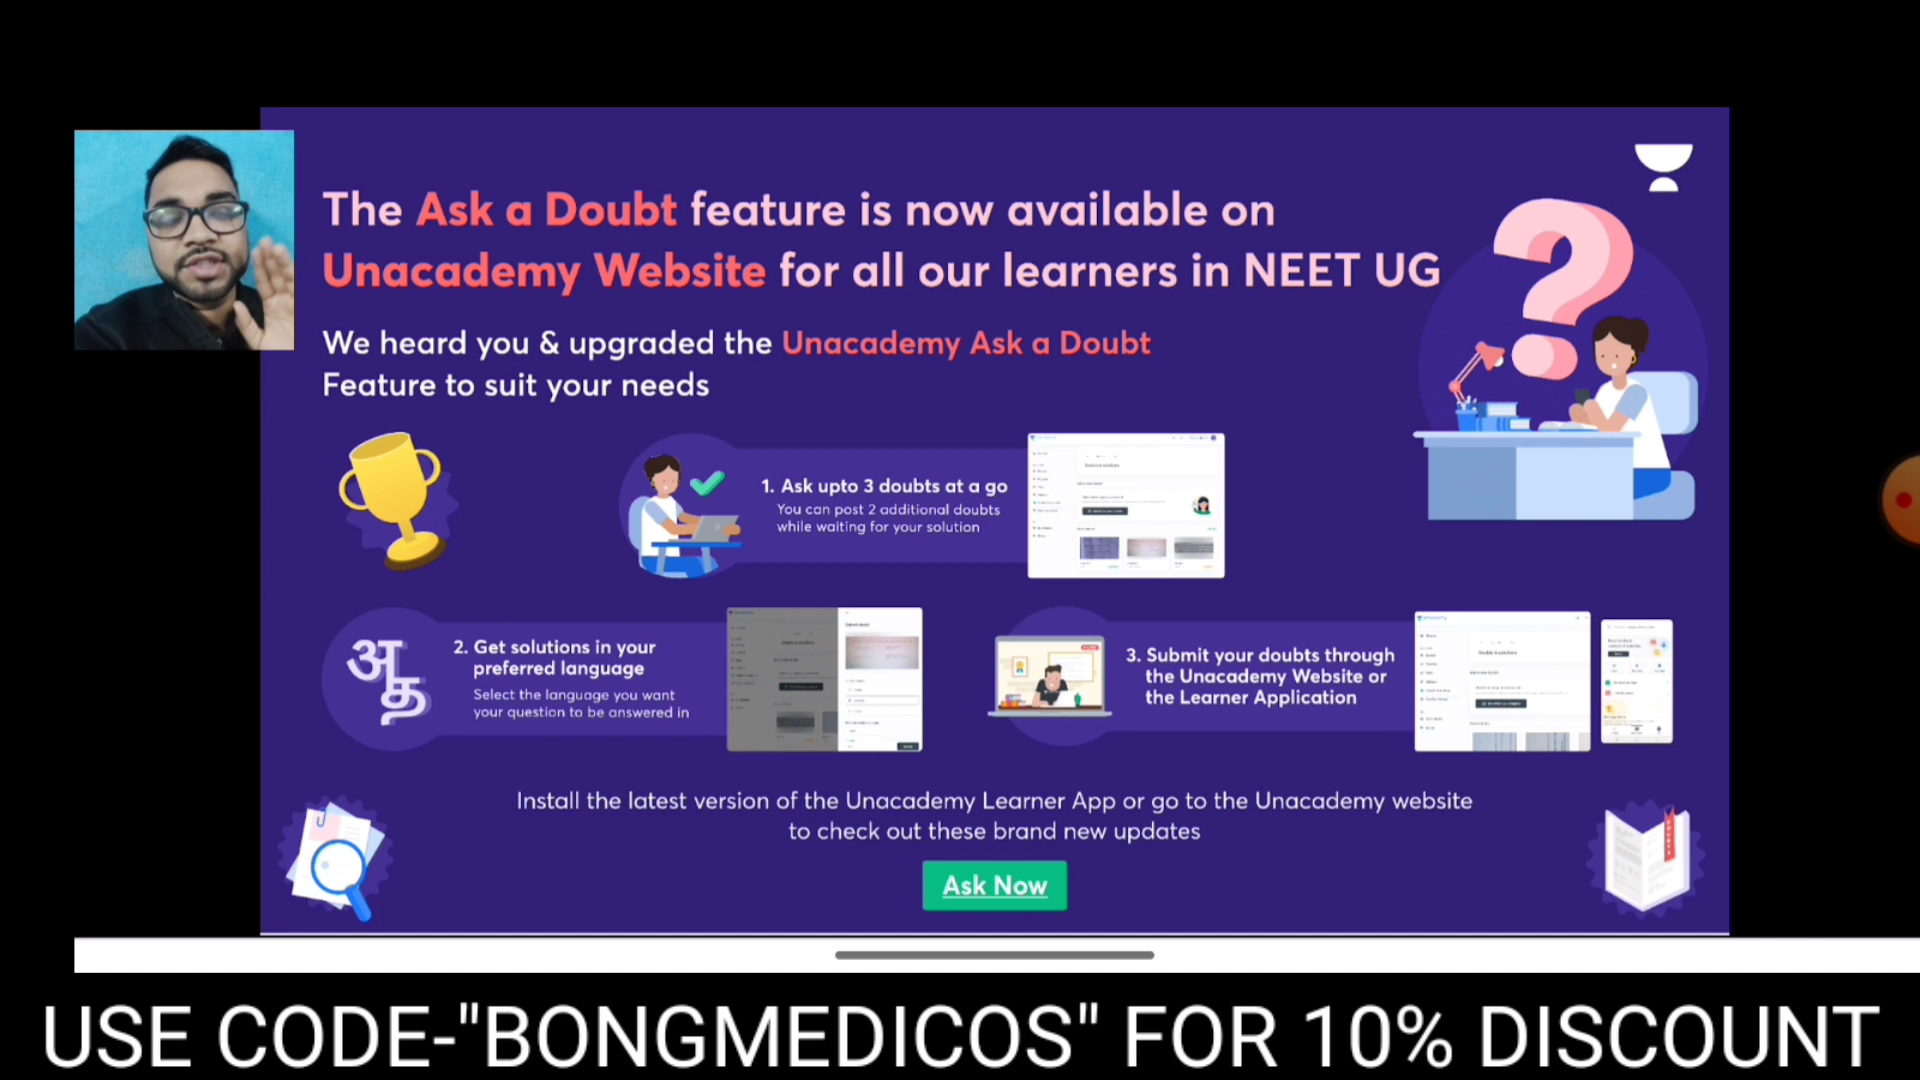 The Ask a Doubt feature is now available on
Unacademy Website for all our learners in NEET UG
We heard you & upgraded the Unacademy Ask a Doubt
Feature to suit your needs
1. Ask upto 3 doubts at a go
You can post 2 additional doubts
while waiting for your solution
अ
த
2. Get solutions in your
preferred language
Select the language you want
your question to be answered in
3. Submit your doubts through
the Unacademy Website or
the Learner Application
Install the latest version of the Unacademy Learner App or go to the Unacademy website
to check out these brand new updates
Ask Now
USE CODE-"BONGMEDICOS" FOR 10% DISCOUNT